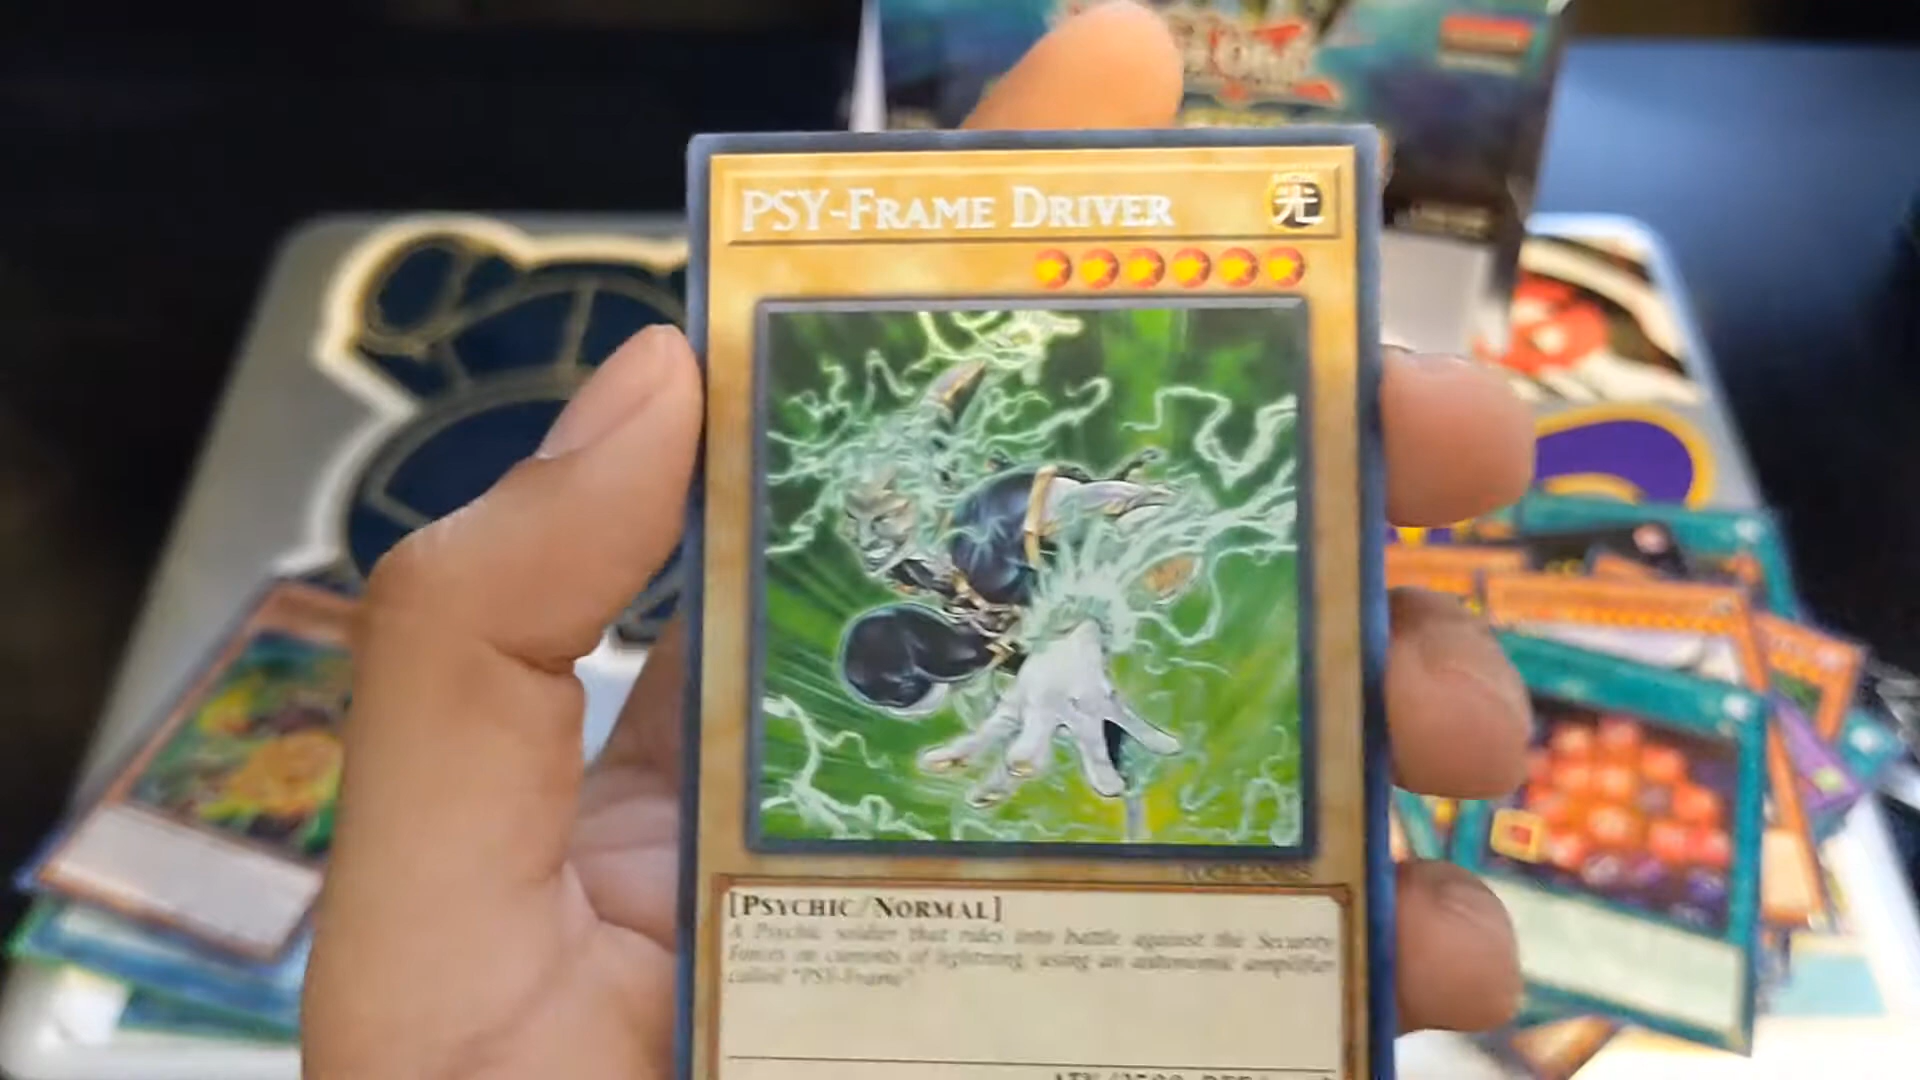 PSY-FRAME DRIVER
光
[PSYCHIC/NORMAL]
A Psychic soldier that rides into battle against the Security
Forces on currents of lightning, using an autonomic amplifier
called "PSY-Frame".